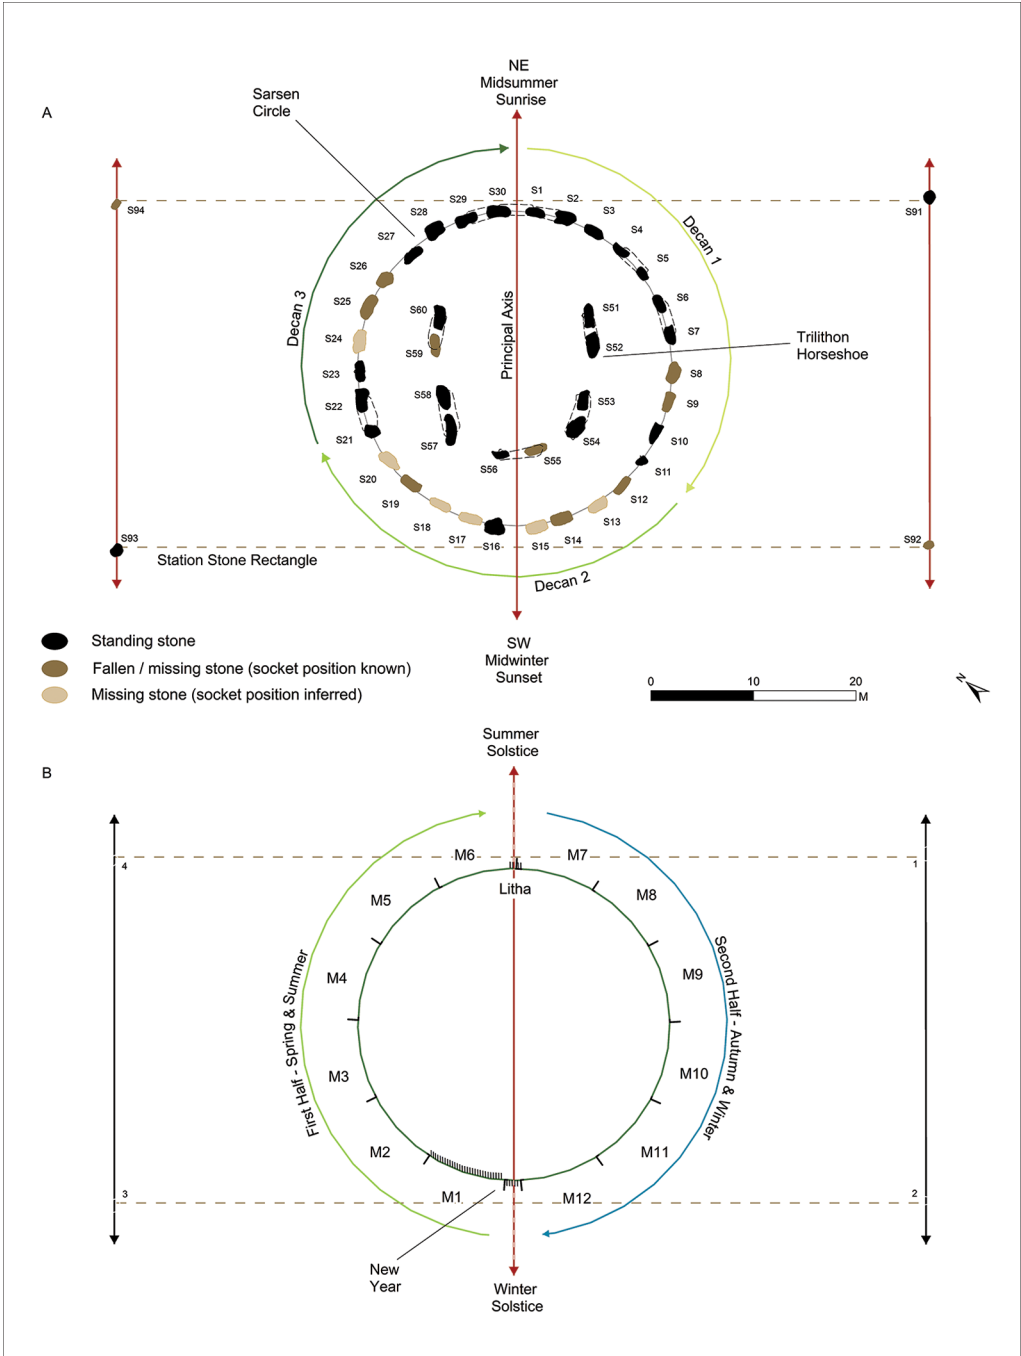 A
NE
Midsummer
Sunrise
Sarsen
Circle
S94
S91
S30
S1
S29
S2
S28
S3
S27
S4
S26
S5
S25
S6
S24
S7
S23
S8
S22
S9
S21
S10
S20
S11
S19
S12
S18
S13
S17
S14
S16
S15
S60
S51
S59
S52
S58
S53
S57
S54
S56
S55
Decan 1
Decan 2
Decan 3
Principal Axis
Trilithon
Horseshoe
S93
S92
Station Stone Rectangle
SW
Midwinter
Sunset
Standing stone
Fallen / missing stone (socket position known)
Missing stone (socket position inferred)
0 10 20
M
N
B
Summer
Solstice
4
1
M6
M7
Litha
M5
M8
M4
M9
M3
M10
M2
M11
M1
M12
First Half - Spring & Summer
Second Half - Autumn & Winter
3
2
New
Year
Winter
Solstice